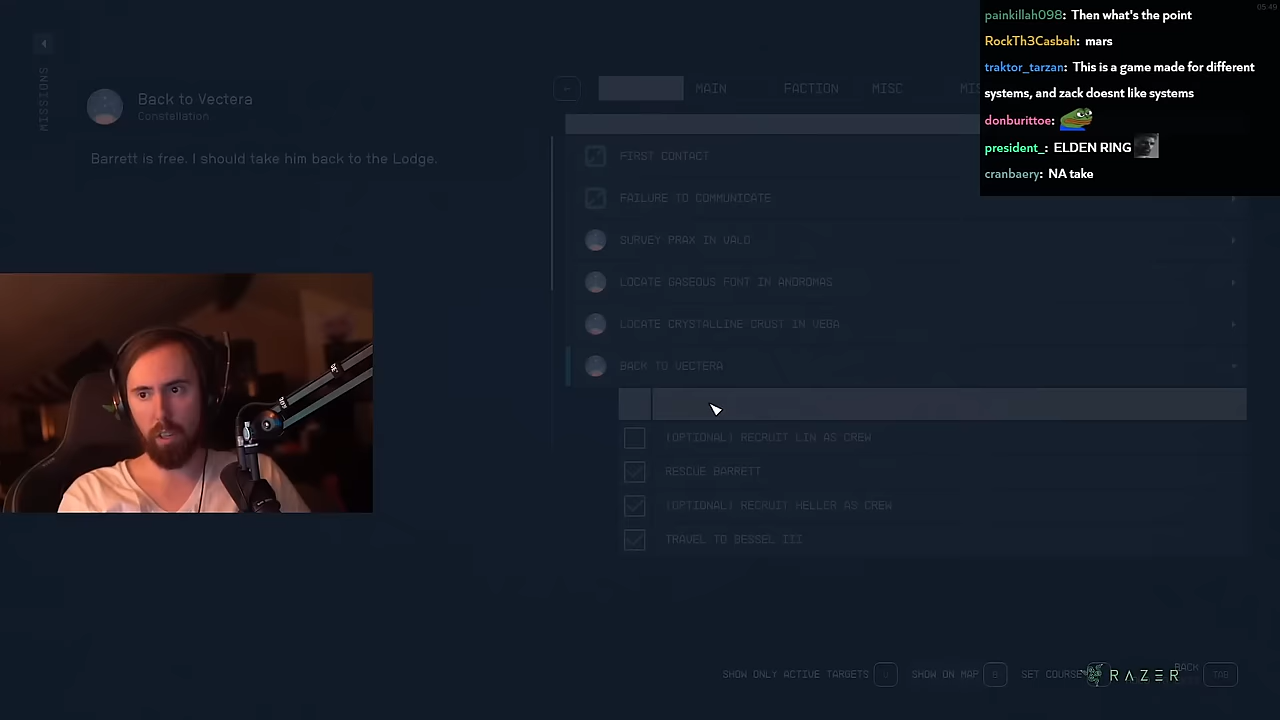 05:49
painkillah098: Then what's the point
RockTh3Casbah: mars
traktor_tarzan: This is a game made for different
systems, and zack doesnt like systems
donburittoe:
president_: ELDEN RING
cranbaery: NA take
MISSIONS
Back to Vectera
Constellation
Barrett is free. I should take him back to the Lodge.
MAIN
FACTION
MISC
FIRST CONTACT
FAILURE TO COMMUNICATE
SURVEY PRAX IN VALO
LOCATE GASEOUS FONT IN ANDROMAS
LOCATE CRYSTALLINE CRUST IN VEGA
BACK TO VECTERA
(OPTIONAL) RECRUIT LIN AS CREW
RESCUE BARRETT
(OPTIONAL) RECRUIT HELLER AS CREW
TRAVEL TO BESSEL III
SHOW ONLY ACTIVE TARGETS
SHOW ON MAP
SET COURSE
RAZER
BACK
TAB